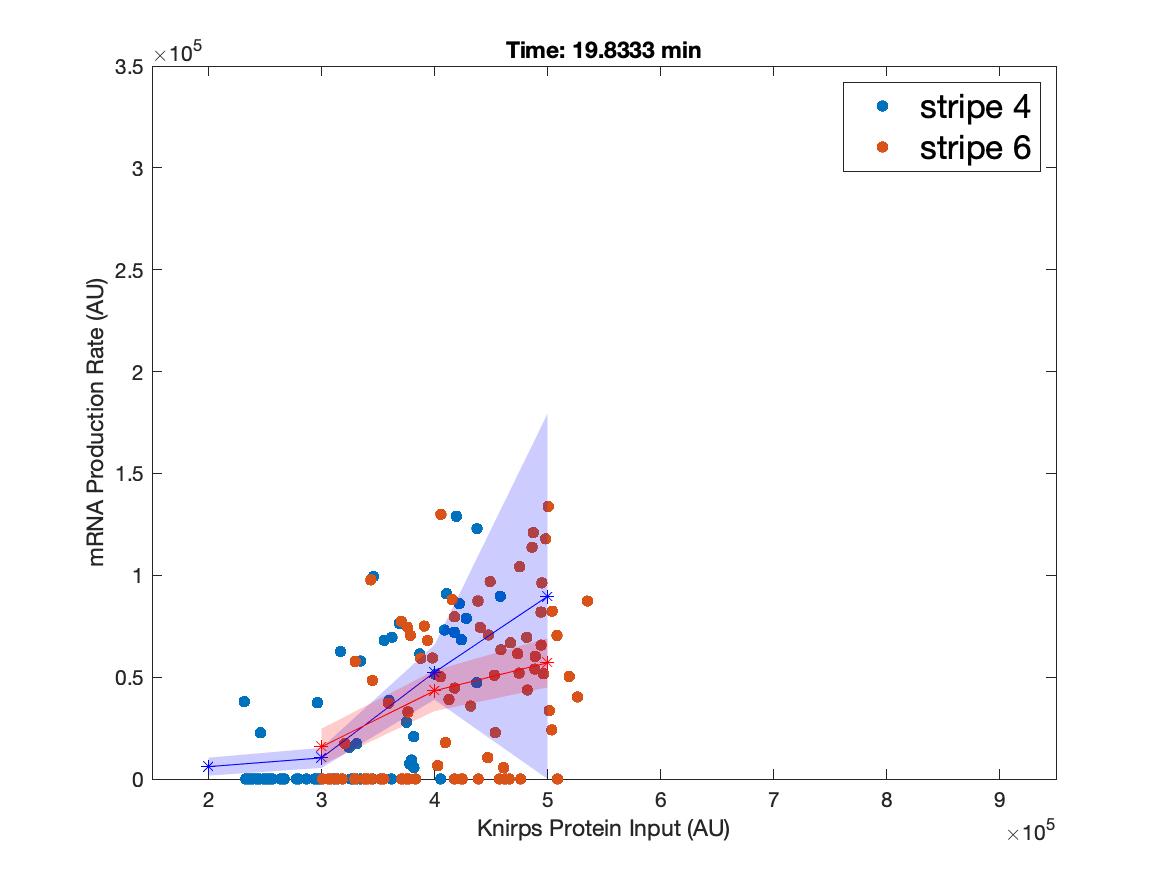 Time: 19.8333 min
×10^5
3.5
3
2.5
2
1.5
1
0.5
0
mRNA Production Rate (AU)
stripe 4
stripe 6
2 3 4 5 6 7 8 9
Knirps Protein Input (AU)
×10^5